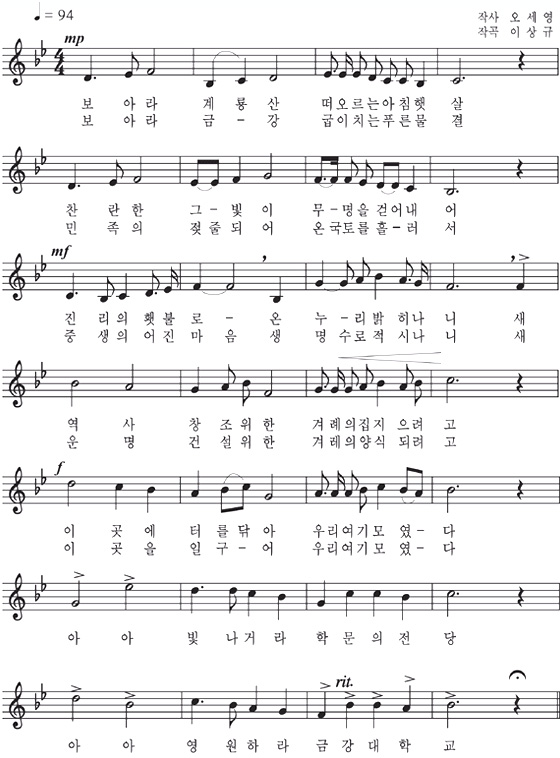 ♩ = 94
작사 오 세 영
작곡 이 상 규
mp
보 아 라 계 룡 산 떠오르는아침햇 살
보 아 라 금 - 강 굽이치는푸른물 결
찬 란 한 그 - 빛 이 무 - 명을 걷어내 어
민 족 의 젖 줄 되 어 온 국토를 흘 - 러 서
mf
진 리 의 횃 불 로 - 온 누 - 리 밝 히 나 니 새
중 생 의 어 진 마 음 생 명 수 로 적 시 나 니 새
역 사 창 조 위 한 겨 례 의 집 지 으 려 고
운 명 건 설 위 한 겨 레 의 양 식 되 려 고
f
이 곳 에 터 를 닦 아 우 리 여 기 모 였 - 다
이 곳 을 일 구 - 어 우 리 여 기 모 였 - 다
아 아 빛 나 거 라 학 문 의 전 당
rit.
아 아 영 원 하 라 금 강 대 학 교